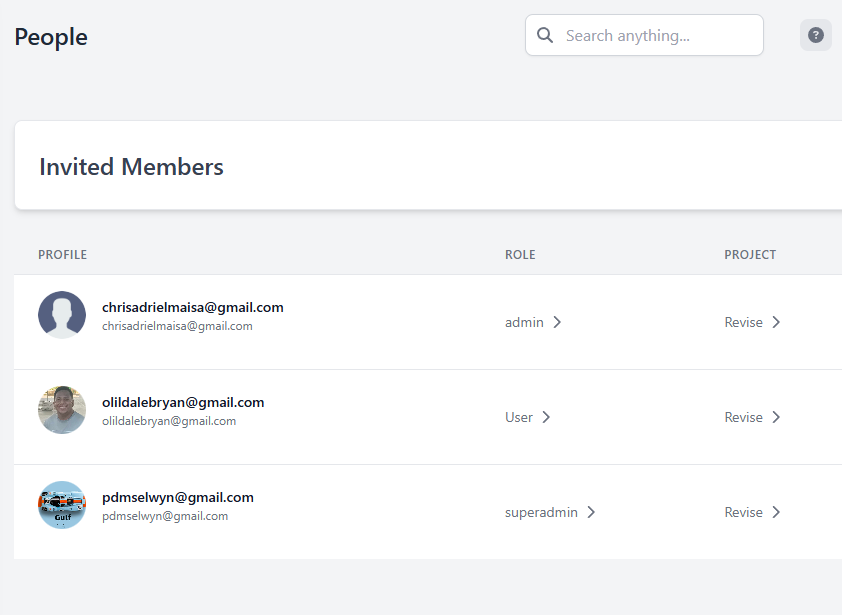 People
Search anything...
?
Invited Members
PROFILE ROLE PROJECT
chrisadrielmaisa@gmail.com
chrisadrielmaisa@gmail.com
admin
Revise
olildalebryan@gmail.com
olildalebryan@gmail.com
User
Revise
pdmselwyn@gmail.com
pdmselwyn@gmail.com
superadmin
Revise
Gulf